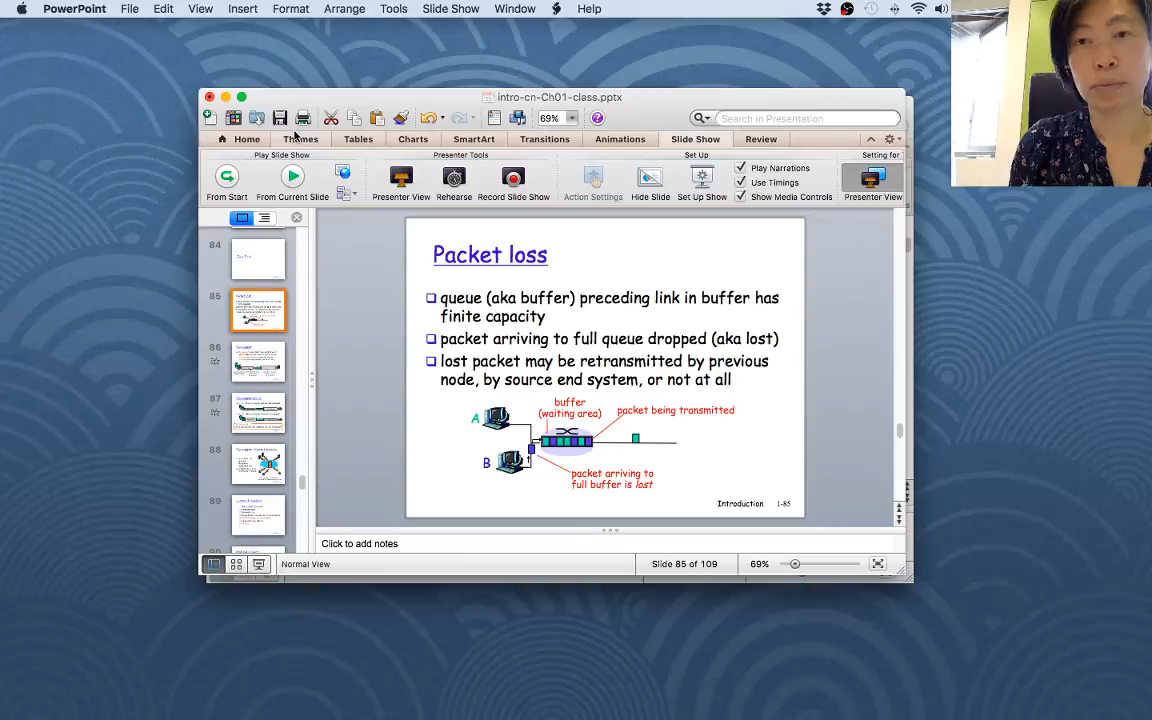 PowerPoint File Edit View Insert Format Arrange Tools Slide Show Window Help
intro-cn-Ch01-class.pptx
69% Search in Presentation
Home Themes Tables Charts SmartArt Transitions Animations Slide Show Review
Play Slide Show Presenter Tools Set Up Setting for
Play Narrations
Use Timings
Show Media Controls
From Start From Current Slide Presenter View Rehearse Record Slide Show Action Settings Hide Slide Set Up Show Presenter View
84
85
86
87
88
89
Packet loss
queue (aka buffer) preceding link in buffer has
finite capacity
packet arriving to full queue dropped (aka lost)
lost packet may be retransmitted by previous
node, by source end system, or not at all
buffer
(waiting area)
packet being transmitted
A
B
packet arriving to
full buffer is lost
Introduction 1-85
Click to add notes
Normal View Slide 85 of 109 69%